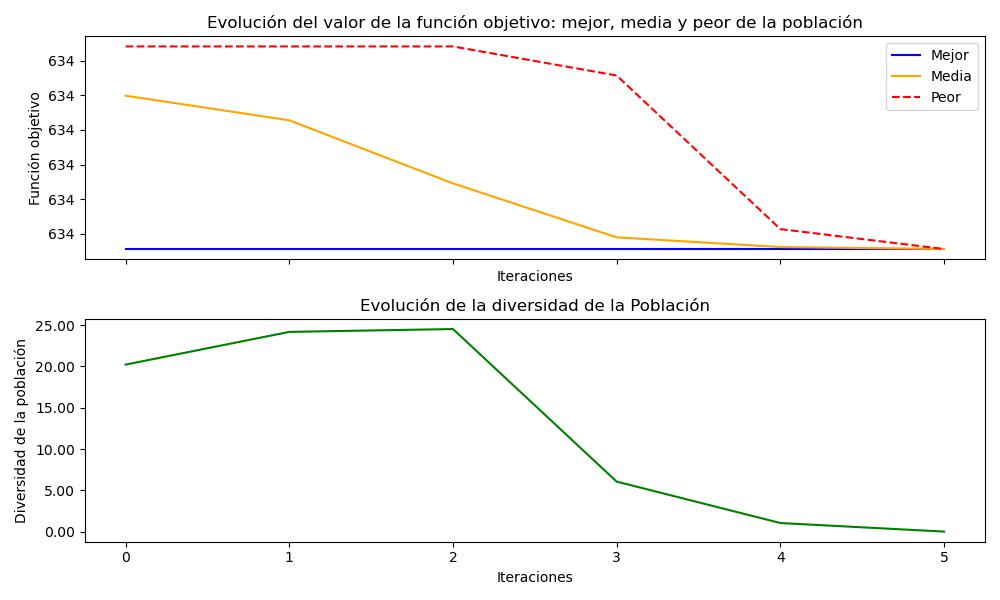 Evolución del valor de la función objetivo: mejor, media y peor de la población
Función objetivo
634
634
634
634
634
634
Mejor
Media
Peor
Iteraciones
Evolución de la diversidad de la Población
Diversidad de la población
25.00
20.00
15.00
10.00
5.00
0.00
0 1 2 3 4 5
Iteraciones